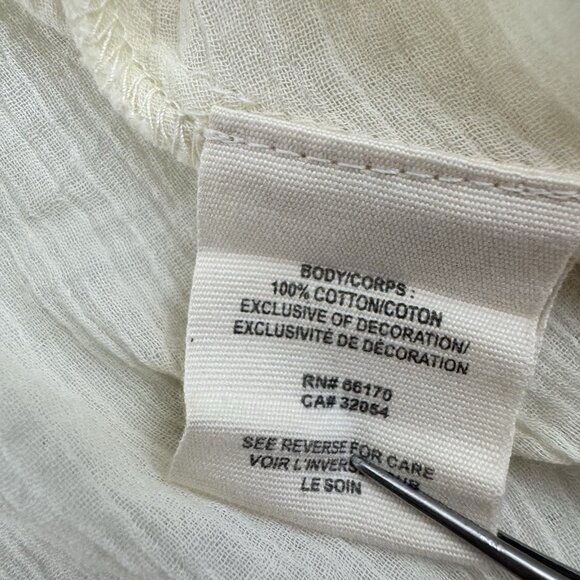 BODY/CORPS :
100% COTTON/COTON
EXCLUSIVE OF DECORATION/
EXCLUSIVITÉ DE DÉCORATION
RN# 66170
CA# 32054
SEE REVERSE FOR CARE
VOIR L'INVERSE
LE SOIN